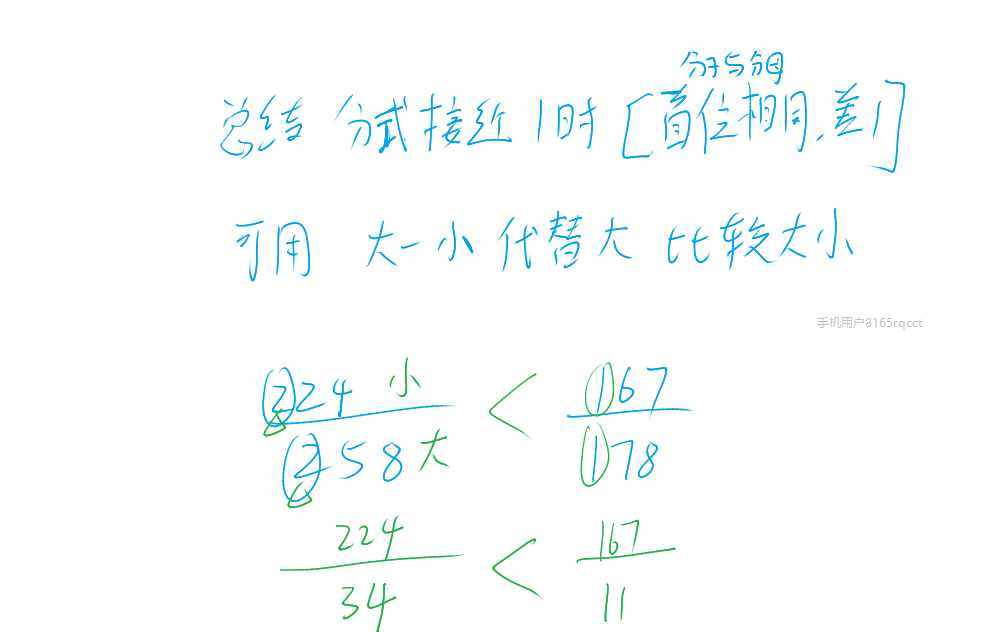 分子与分母
总结 分式接近1时 [首位相同、差1]
可用 大一小 代替大 比较大小
手机用户8165rqcct
224 小 < 167
258 大 178
224 < 167
34 11